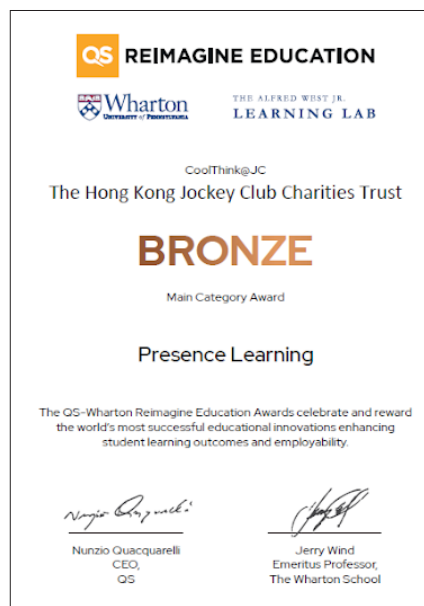 QS REIMAGINE EDUCATION
Wharton
UNIVERSITY of PENNSYLVANIA
THE ALFRED WEST JR.
LEARNING LAB
CoolThink@JC
The Hong Kong Jockey Club Charities Trust
BRONZE
Main Category Award
Presence Learning
The QS-Wharton Reimagine Education Awards celebrate and reward
the world's most successful educational innovations enhancing
student learning outcomes and employability.
Nunzio Quacquarelli
Nunzio Quacquarelli
CEO,
QS
Jerry Wind
Emeritus Professor,
The Wharton School